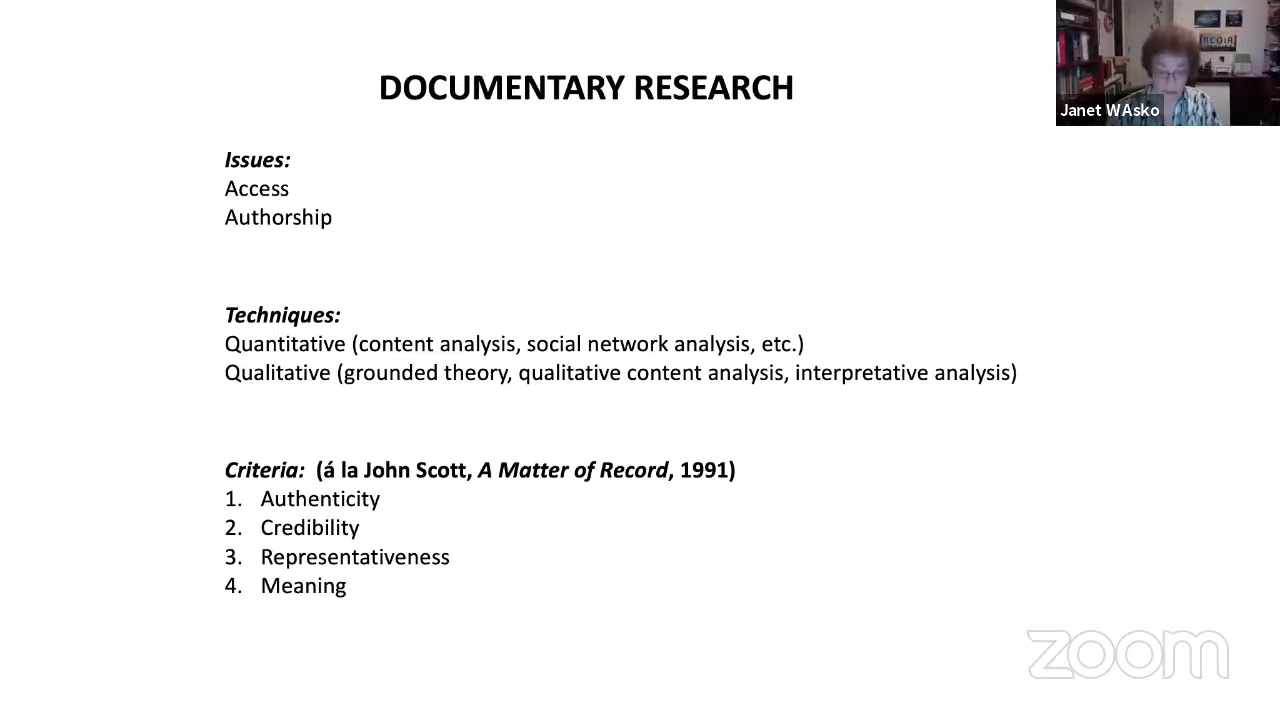 DOCUMENTARY RESEARCH
Janet WAsko
Issues:
Access
Authorship
Techniques:
Quantitative (content analysis, social network analysis, etc.)
Qualitative (grounded theory, qualitative content analysis, interpretative analysis)
Criteria: (á la John Scott, A Matter of Record, 1991)
1. Authenticity
2. Credibility
3. Representativeness
4. Meaning
zoom